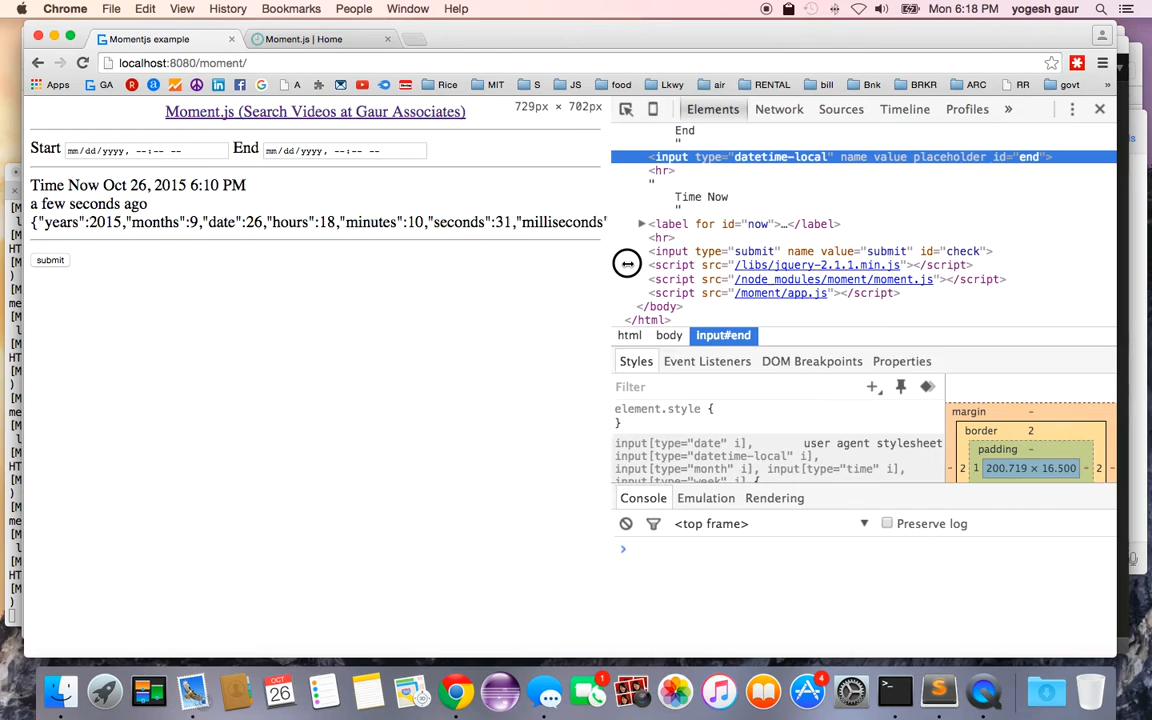 Chrome File Edit View History Bookmarks People Window Help Mon 6:18 PM yogesh gaur
Momentjs example × Moment.js | Home ×
localhost:8080/moment/
Apps GA A Rice MIT S JS food Lkwy air RENTAL bill Bnk BRKR ARC RR govt »
Moment.js (Search Videos at Gaur Associates)
729px × 702px
Start mm/dd/yyyy, --:-- -- End mm/dd/yyyy, --:-- --
Time Now Oct 26, 2015 6:10 PM
a few seconds ago
{"years":2015,"months":9,"date":26,"hours":18,"minutes":10,"seconds":31,"milliseconds"
submit
Elements Network Sources Timeline Profiles »
End
"
<input type="datetime-local" name value placeholder id="end">
<hr>
"
Time Now
"
<label for id="now">…</label>
<hr>
<input type="submit" name value="submit" id="check">
<script src="/libs/jquery-2.1.1.min.js"></script>
<script src="/node_modules/moment/moment.js"></script>
<script src="/moment/app.js"></script>
</body>
</html>
html body input#end
Styles Event Listeners DOM Breakpoints Properties
Filter
element.style {
}
input[type="date" i], user agent stylesheet
input[type="datetime-local" i],
input[type="month" i], input[type="time" i],
input[type="week" i] {
margin -
border 2
padding -
- 2 1 200.719 × 16.500 - 2 -
Console Emulation Rendering
<top frame> ▼ Preserve log
>
OCT
26
1
4